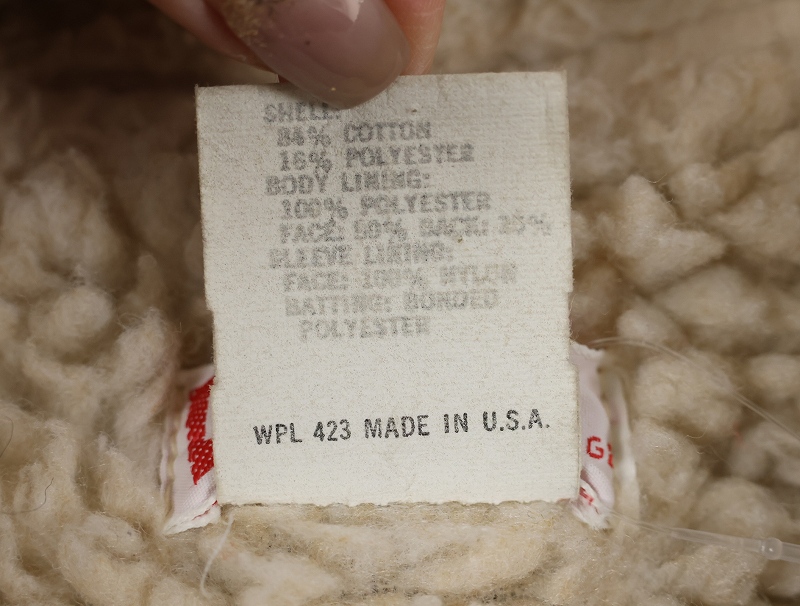 SHELL:
84% COTTON
16% POLYESTER
BODY LINING:
100% POLYESTER
FACE: BACK:
SLEEVE LINING:
FACE: 100% NYLON
BATTING: BONDED
POLYESTER
WPL 423 MADE IN U.S.A.